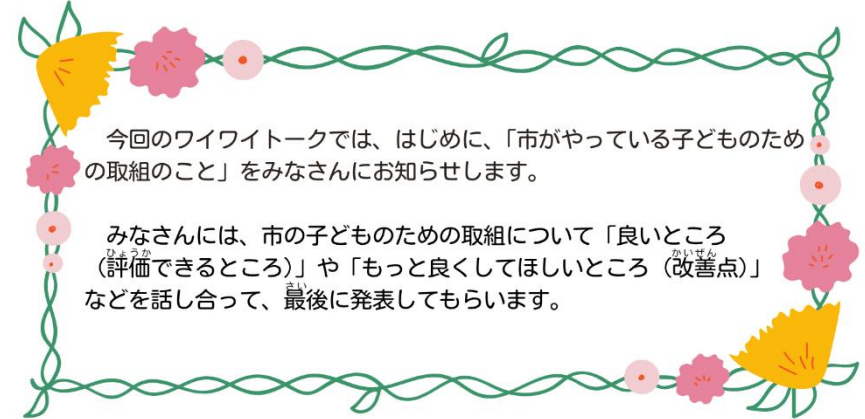 今回のワイワイトークでは、はじめに、「市がやっている子どものため
の取組のこと」をみなさんにお知らせします。
みなさんには、市の子どものための取組について「良いところ
（評価できるところ）」や「もっと良くしてほしいところ（改善点）」
などを話し合って、最後に発表してもらいます。